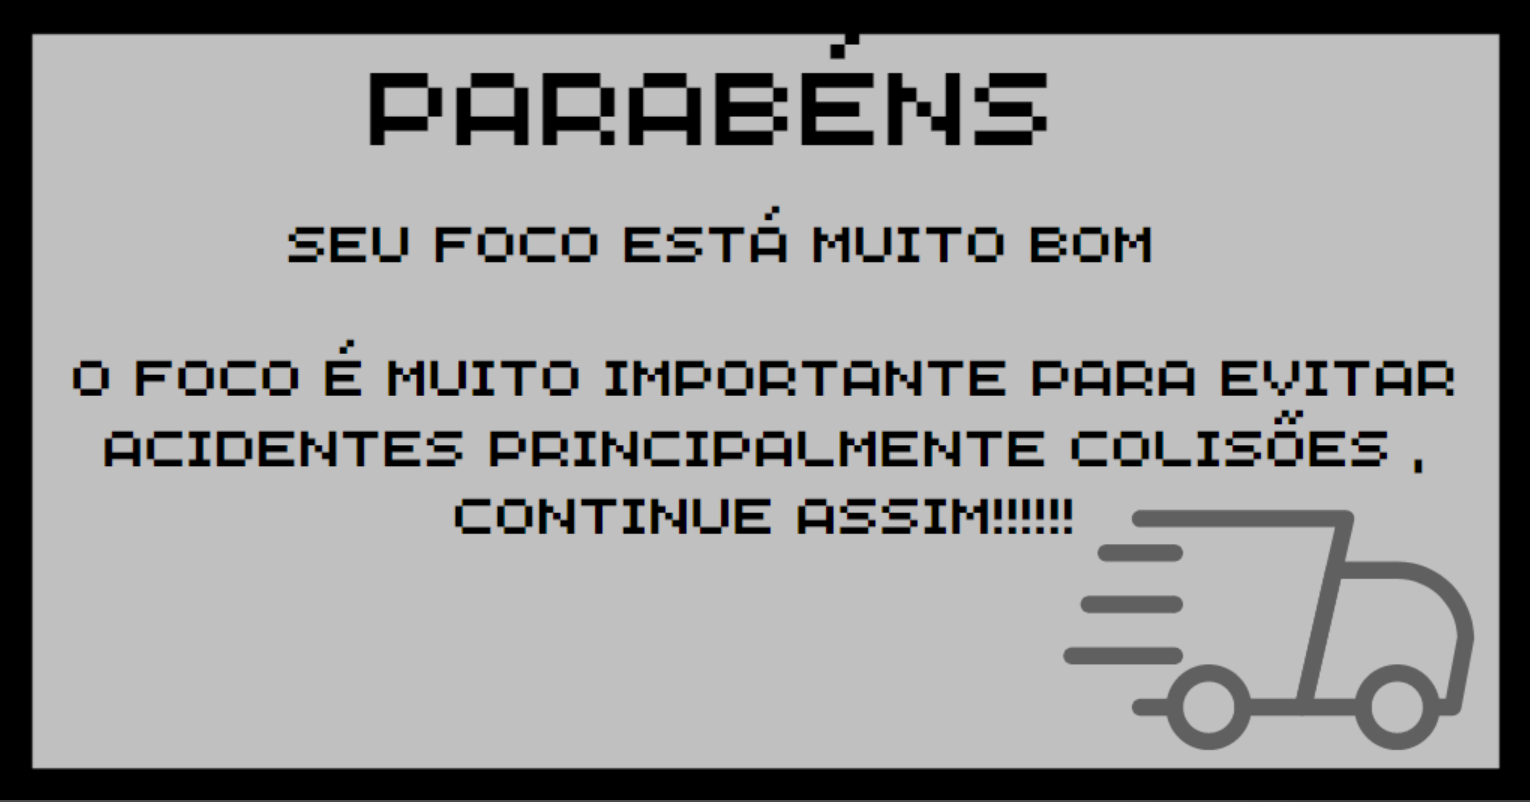 PARABÉNS
SEU FOCO ESTÁ MUITO BOM
O FOCO É MUITO IMPORTANTE PARA EVITAR
ACIDENTES PRINCIPALMENTE COLISÕES ,
CONTINUE ASSIM!!!!!!